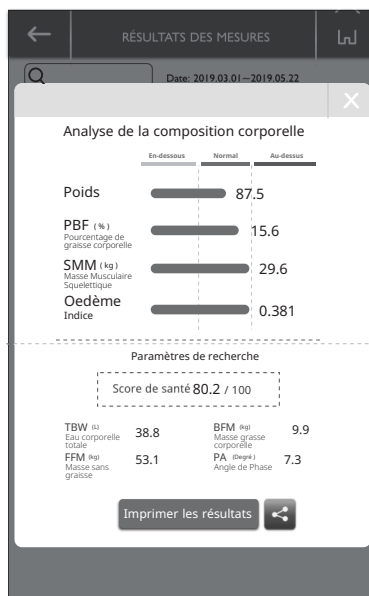 RÉSULTATS DES MESURES
Date: 2019.03.01~2019.05.22
Analyse de la composition corporelle
En-dessous Normal Au-dessus
Poids 87.5
PBF (%) 15.6
Pourcentage de
graisse corporelle
SMM (kg) 29.6
Masse Musculaire
Squelettique
Oedème 0.381
Indice
Paramètres de recherche
Score de santé 80.2 / 100
TBW (L) 38.8
Eau corporelle
totale
BFM (kg) 9.9
Masse grasse
corporelle
FFM (kg) 53.1
Masse sans
graisse
PA (Degré) 7.3
Angle de Phase
Imprimer les résultats